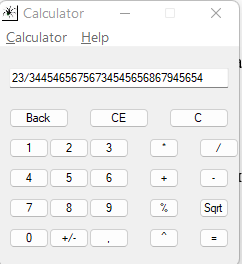 Calculator
Calculator Help
23/34454656756734545656867945654
Back CE C
1 2 3 * /
4 5 6 + -
7 8 9 % Sqrt
0 +/- , ^ =